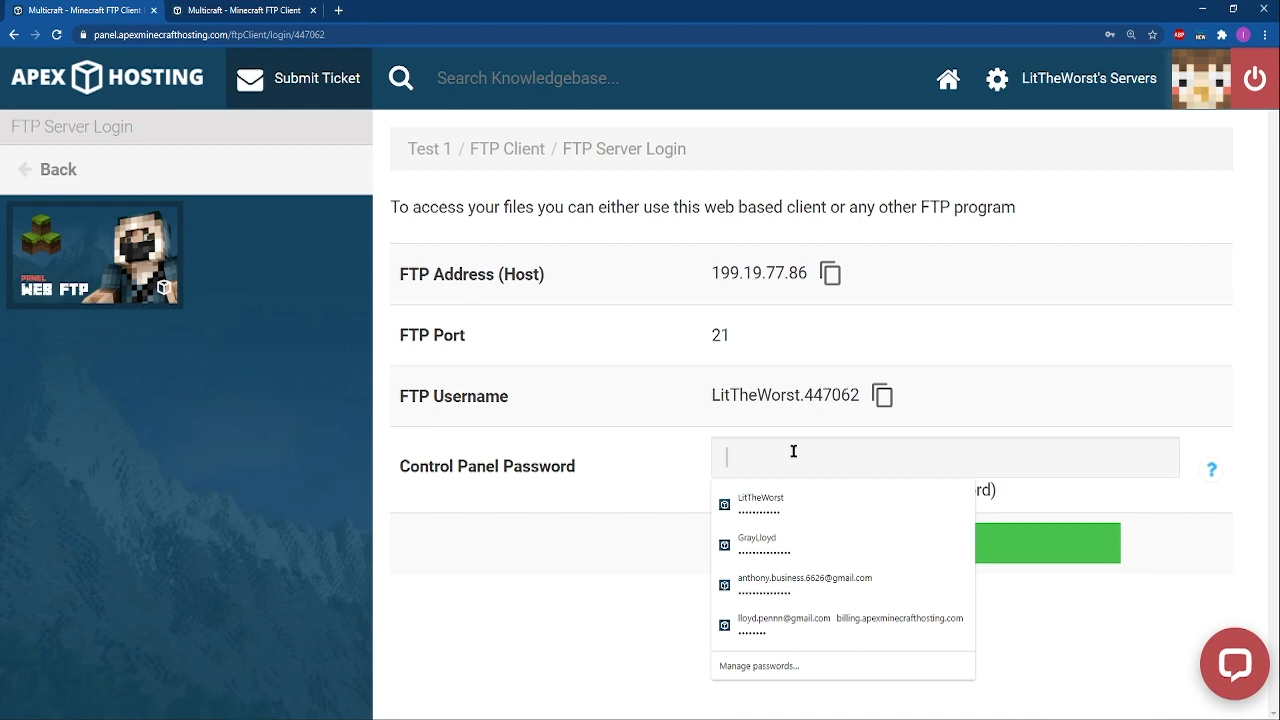 Multicraft - Minecraft FTP Client
Multicraft - Minecraft FTP Client
panel.apexminecrafthosting.com/ftpClient/login/447062
ABP
NEW
I
APEX HOSTING
Submit Ticket
Search Knowledgebase...
LitTheWorst's Servers
FTP Server Login
Back
PANEL
WEB FTP
Test 1 / FTP Client / FTP Server Login
To access your files you can either use this web based client or any other FTP program
FTP Address (Host)
199.19.77.86
FTP Port
21
FTP Username
LitTheWorst.447062
Control Panel Password
?
rd)
LitTheWorst
••••••••••••
GrayLloyd
•••••••••••••••
anthony.business.6626@gmail.com
•••••••••••••••
lloyd.pennn@gmail.com billing.apexminecrafthosting.com
••••••••
Manage passwords...